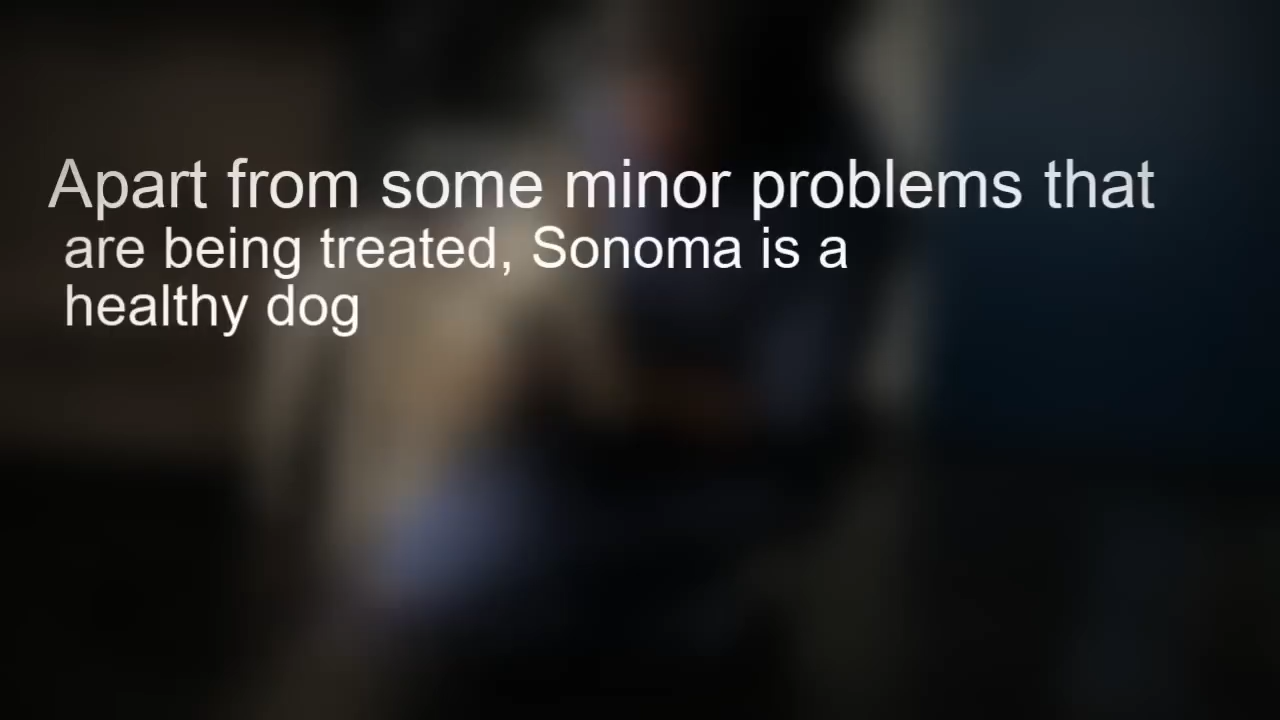 Apart from some minor problems that
are being treated, Sonoma is a
healthy dog